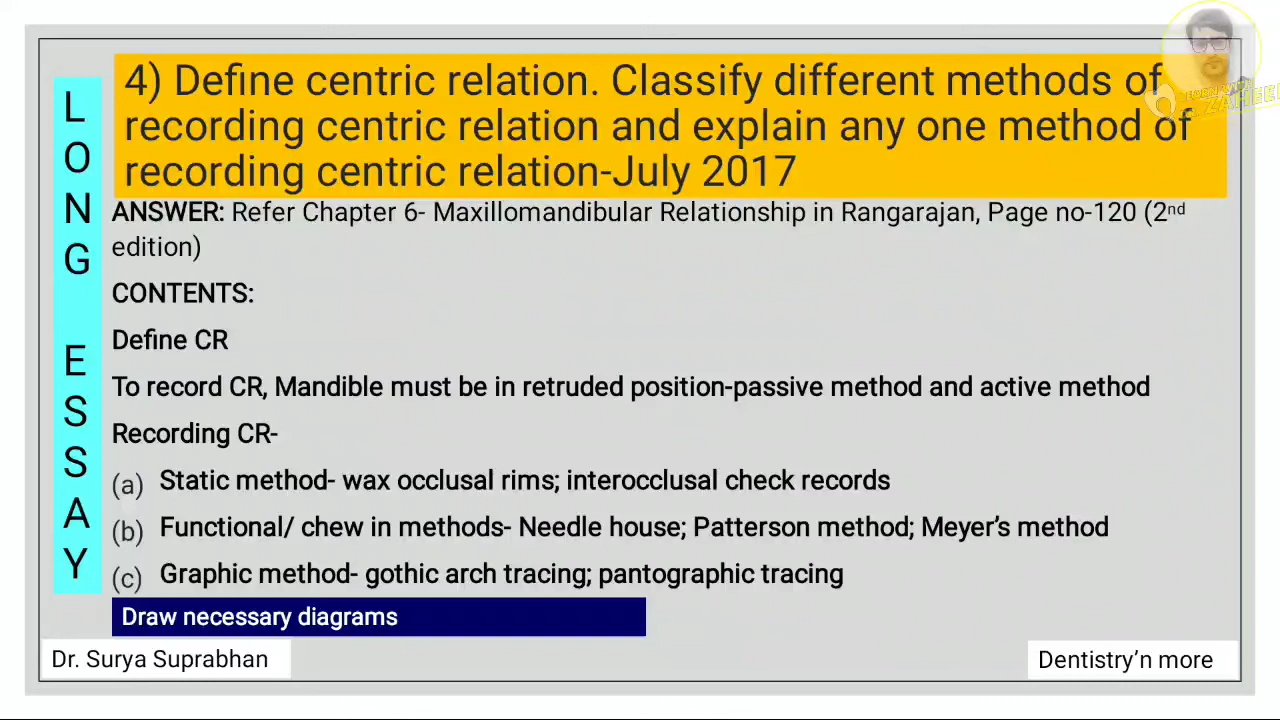 4) Define centric relation. Classify different methods of
recording centric relation and explain any one method of
recording centric relation-July 2017
LONG ESSAY
ANSWER: Refer Chapter 6- Maxillomandibular Relationship in Rangarajan, Page no-120 (2nd
edition)
CONTENTS:
Define CR
To record CR, Mandible must be in retruded position-passive method and active method
Recording CR-
(a) Static method- wax occlusal rims; interocclusal check records
(b) Functional/ chew in methods- Needle house; Patterson method; Meyer’s method
(c) Graphic method- gothic arch tracing; pantographic tracing
Draw necessary diagrams
Dr. Surya Suprabhan
Dentistry’n more